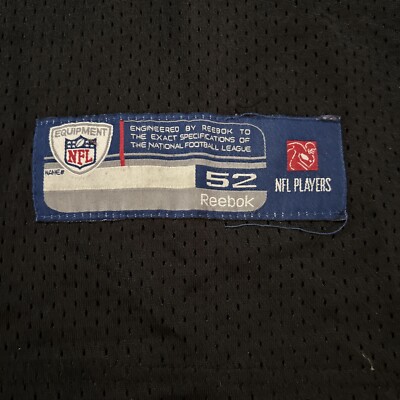 EQUIPMENT
NFL
ENGINEERED BY REEBOK TO
THE EXACT SPECIFICATIONS OF
THE NATIONAL FOOTBALL LEAGUE
NAME#
52
Reebok
NFL PLAYERS